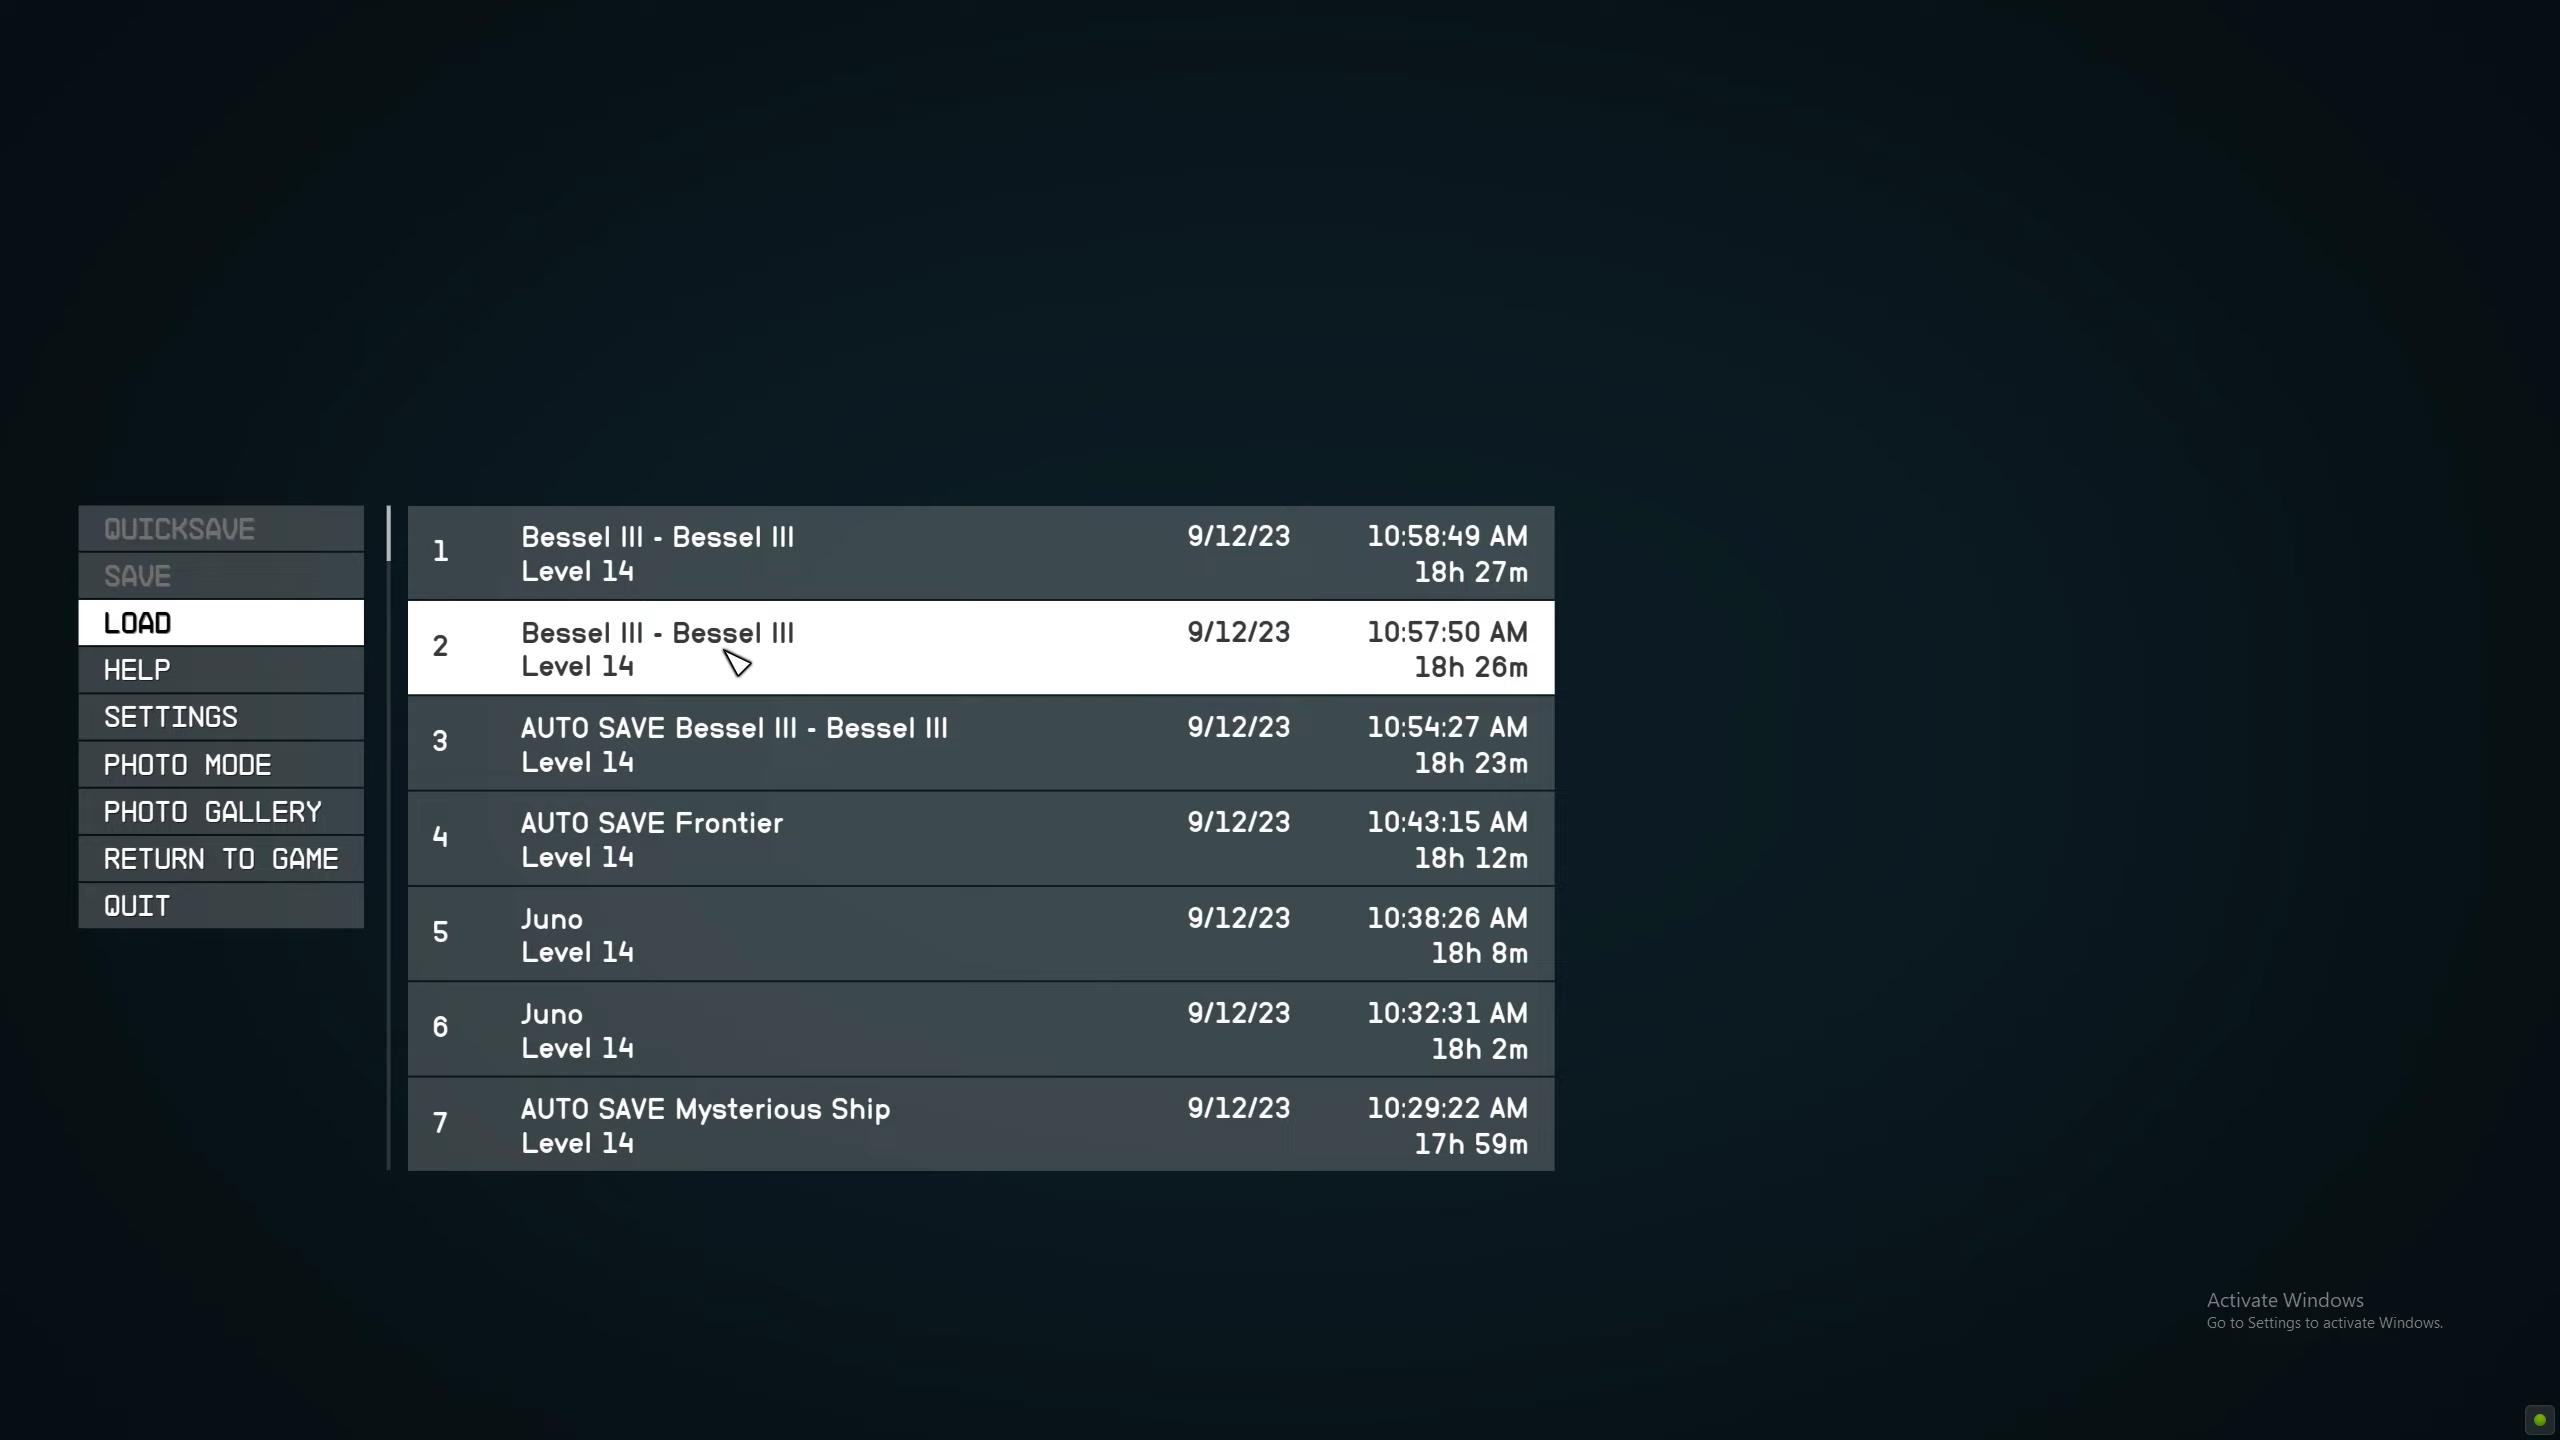 QUICKSAVE
SAVE
LOAD
HELP
SETTINGS
PHOTO MODE
PHOTO GALLERY
RETURN TO GAME
QUIT
1 Bessel III - Bessel III 9/12/23 10:58:49 AM
Level 14 18h 27m
2 Bessel III - Bessel III 9/12/23 10:57:50 AM
Level 14 18h 26m
3 AUTO SAVE Bessel III - Bessel III 9/12/23 10:54:27 AM
Level 14 18h 23m
4 AUTO SAVE Frontier 9/12/23 10:43:15 AM
Level 14 18h 12m
5 Juno 9/12/23 10:38:26 AM
Level 14 18h 8m
6 Juno 9/12/23 10:32:31 AM
Level 14 18h 2m
7 AUTO SAVE Mysterious Ship 9/12/23 10:29:22 AM
Level 14 17h 59m
Activate Windows
Go to Settings to activate Windows.